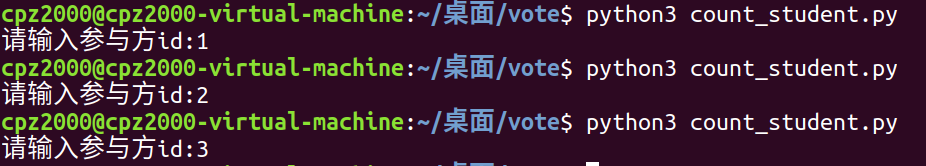 cpz2000@cpz2000-virtual-machine:~/桌面/vote$ python3 count_student.py
请输入参与方id:1
cpz2000@cpz2000-virtual-machine:~/桌面/vote$ python3 count_student.py
请输入参与方id:2
cpz2000@cpz2000-virtual-machine:~/桌面/vote$ python3 count_student.py
请输入参与方id:3